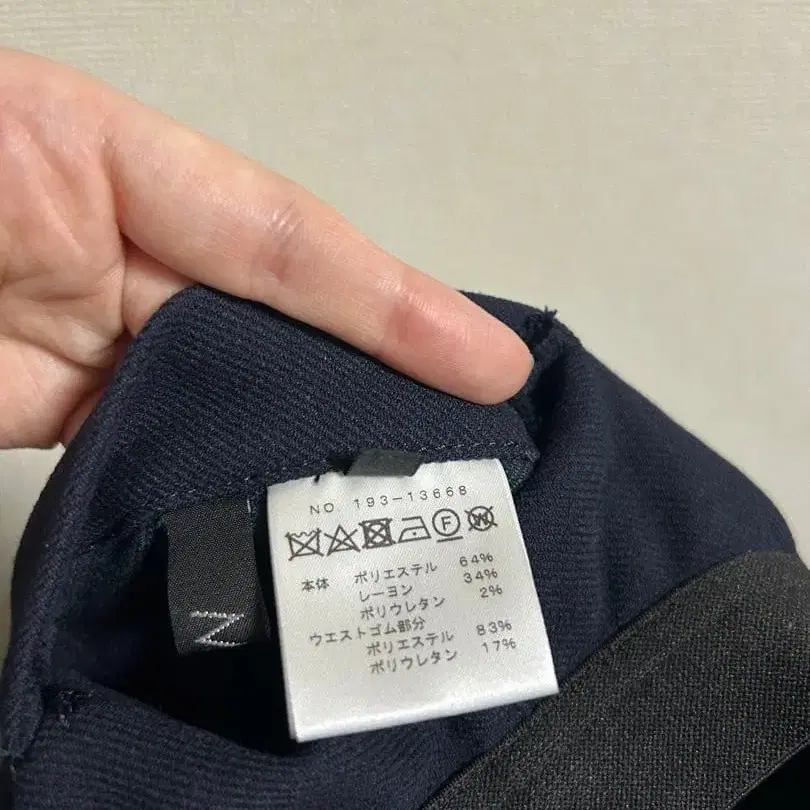 NO. 193-13668
F W
本体 ポリエステル 64%
レーヨン 34%
ポリウレタン 2%
ウエストゴム部分
ポリエステル 83%
ポリウレタン 17%